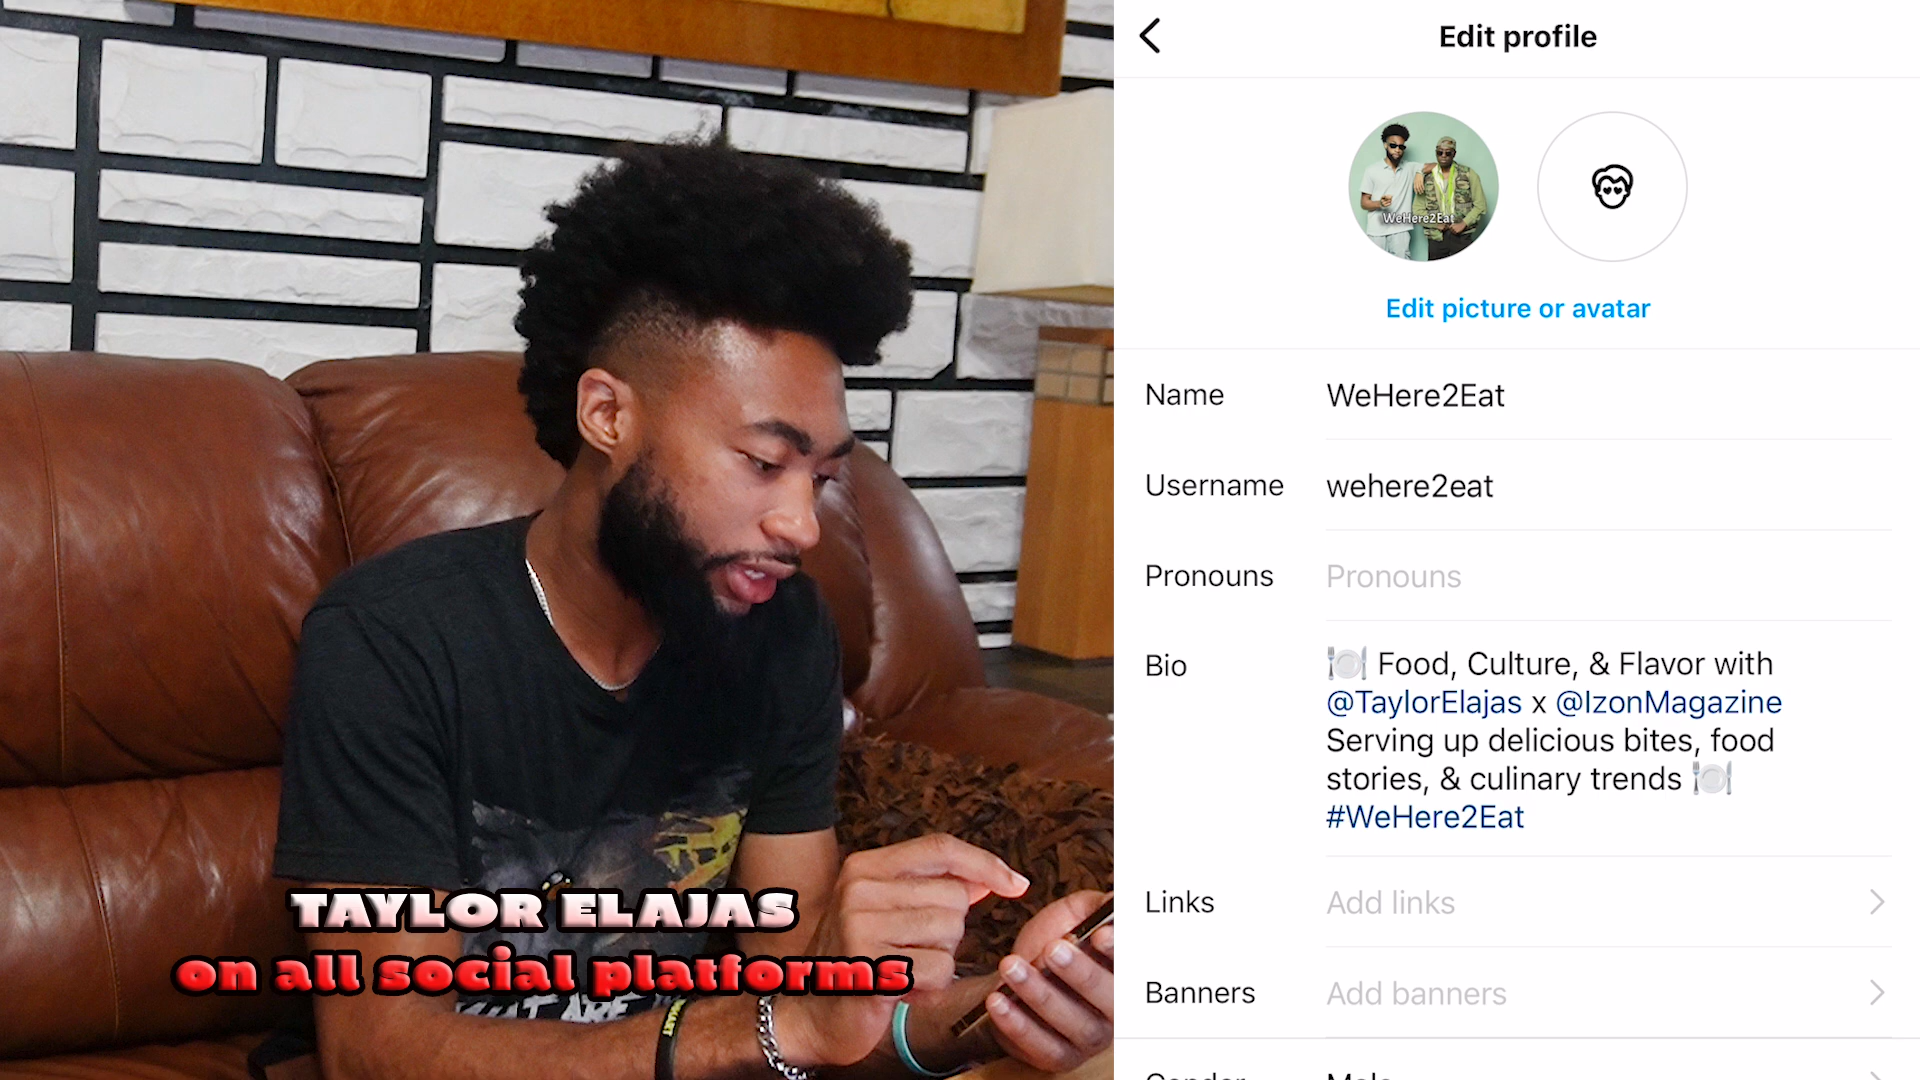 TAYLOR ELAJAS
on all social platforms
Edit profile
WeHere2Eat
Edit picture or avatar
Name WeHere2Eat
Username wehere2eat
Pronouns Pronouns
Bio 🍽️ Food, Culture, & Flavor with
@TaylorElajas x @IzonMagazine
Serving up delicious bites, food
stories, & culinary trends 🍽️
#WeHere2Eat
Links Add links
Banners Add banners
Gender Male